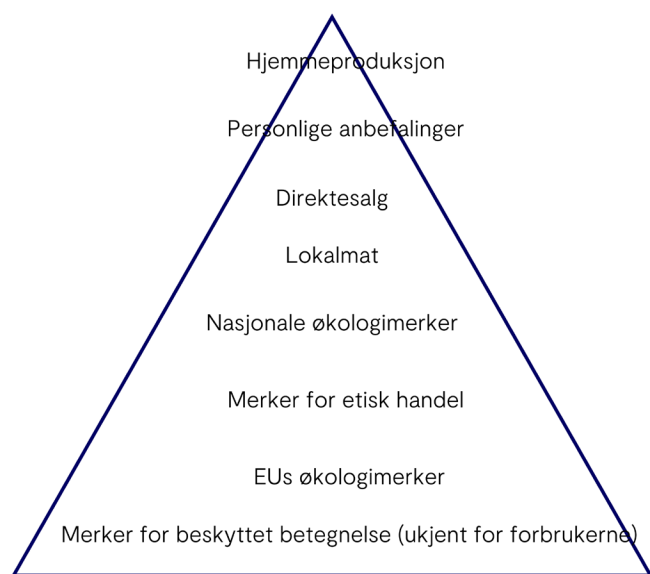 Hjemmeproduksjon
Personlige anbefalinger
Direktesalg
Lokalmat
Nasjonale økologimerker
Merker for etisk handel
EUs økologimerker
Merker for beskyttet betegnelse (ukjent for forbrukerne)